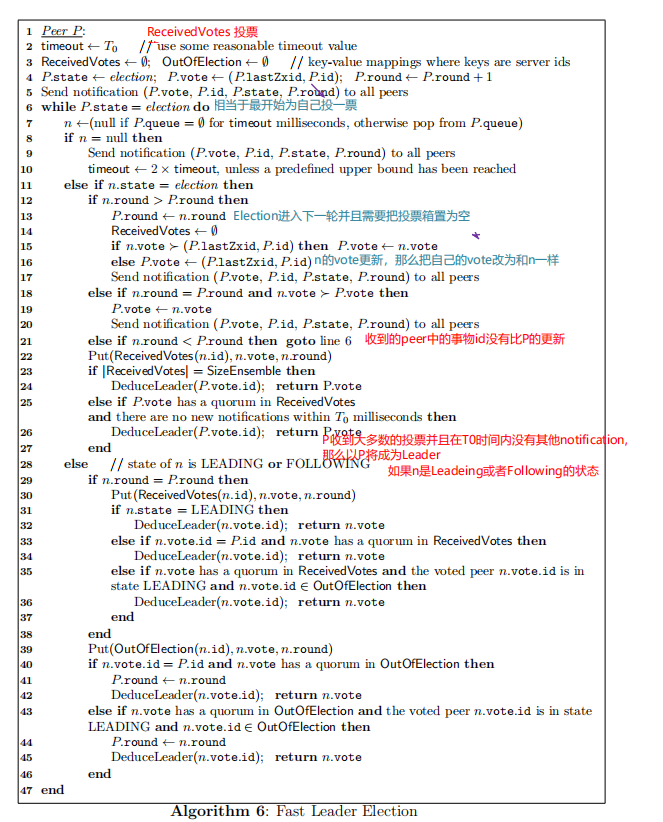 1 Peer P: ReceivedVotes 投票
2 timeout ← T₀ // use some reasonable timeout value
3 ReceivedVotes ← ∅; OutOfElection ← ∅ // key-value mappings where keys are server ids
4 P.state ← election; P.vote ← (P.lastZxid, P.id); P.round ← P.round + 1
5 Send notification (P.vote, P.id, P.state, P.round) to all peers
6 while P.state = election do 相当于最开始为自己投一票
7 n ←(null if P.queue = ∅ for timeout milliseconds, otherwise pop from P.queue)
8 if n = null then
9 Send notification (P.vote, P.id, P.state, P.round) to all peers
10 timeout ← 2 × timeout, unless a predefined upper bound has been reached
11 else if n.state = election then
12 if n.round > P.round then
13 P.round ← n.round Election进入下一轮并且需要把投票箱置为空
14 ReceivedVotes ← ∅
15 if n.vote ≻ (P.lastZxid, P.id) then P.vote ← n.vote
16 else P.vote ← (P.lastZxid, P.id) n的vote更新，那么把自己的vote改为和n一样
17 Send notification (P.vote, P.id, P.state, P.round) to all peers
18 else if n.round = P.round and n.vote ≻ P.vote then
19 P.vote ← n.vote
20 Send notification (P.vote, P.id, P.state, P.round) to all peers
21 else if n.round < P.round then goto line 6 收到的peer中的事物id没有比P的更新
22 Put(ReceivedVotes(n.id), n.vote, n.round)
23 if |ReceivedVotes| = SizeEnsemble then
24 DeduceLeader(P.vote.id); return P.vote
25 else if P.vote has a quorum in ReceivedVotes
and there are no new notifications within T₀ milliseconds then
26 DeduceLeader(P.vote.id); return P.vote
P收到大多数的投票并且在T0时间内没有其他notification,
27 end
那么以P将成为Leader
28 else // state of n is LEADING or FOLLOWING
如果n是Leadeing或者Following的状态
29 if n.round = P.round then
30 Put(ReceivedVotes(n.id), n.vote, n.round)
31 if n.state = LEADING then
32 DeduceLeader(n.vote.id); return n.vote
33 else if n.vote.id = P.id and n.vote has a quorum in ReceivedVotes then
34 DeduceLeader(n.vote.id); return n.vote
35 else if n.vote has a quorum in ReceivedVotes and the voted peer n.vote.id is in
state LEADING and n.vote.id ∈ OutOfElection then
36 DeduceLeader(n.vote.id); return n.vote
37 end
38 end
39 Put(OutOfElection(n.id), n.vote, n.round)
40 if n.vote.id = P.id and n.vote has a quorum in OutOfElection then
41 P.round ← n.round
42 DeduceLeader(n.vote.id); return n.vote
43 else if n.vote has a quorum in OutOfElection and the voted peer n.vote.id is in state
LEADING and n.vote.id ∈ OutOfElection then
44 P.round ← n.round
45 DeduceLeader(n.vote.id); return n.vote
46 end
47 end
Algorithm 6: Fast Leader Election